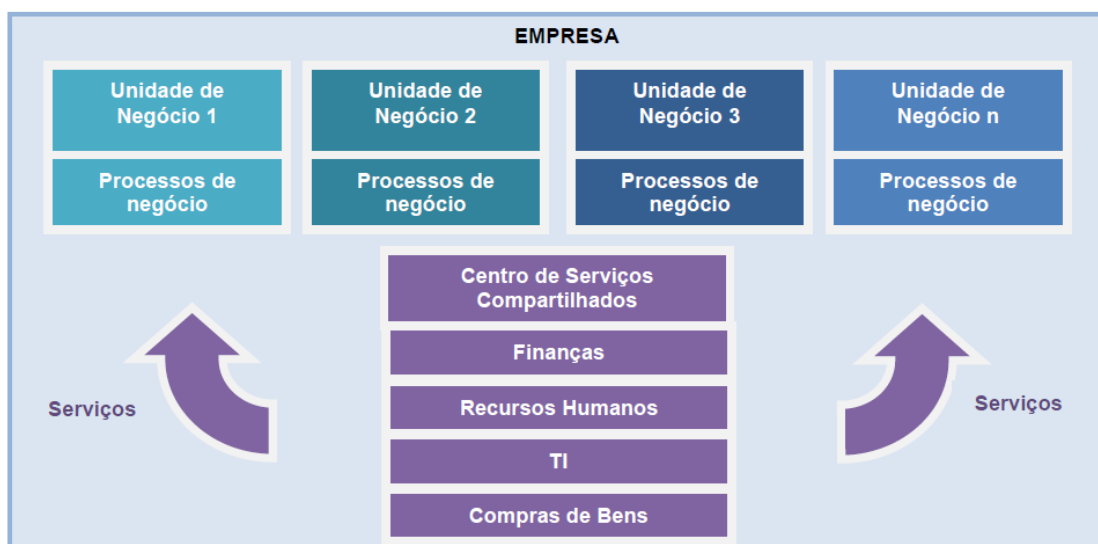 EMPRESA
Unidade de
Negócio 1
Processos de
negócio
Unidade de
Negócio 2
Processos de
negócio
Unidade de
Negócio 3
Processos de
negócio
Unidade de
Negócio n
Processos de
negócio
Centro de Serviços
Compartilhados
Finanças
Recursos Humanos
TI
Compras de Bens
Serviços
Serviços